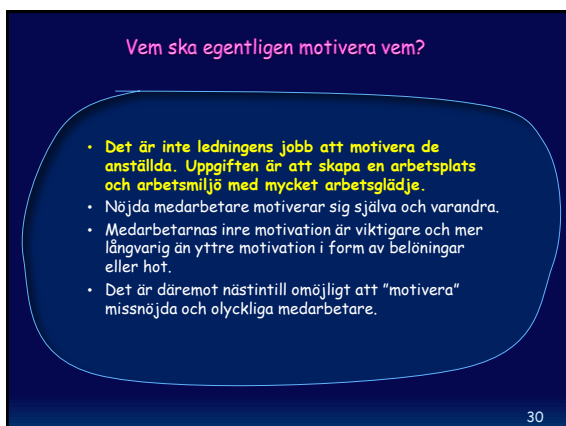 Vem ska egentligen motivera vem?
• Det är inte ledningens jobb att motivera de
anställda. Uppgiften är att skapa en arbetsplats
och arbetsmiljö med mycket arbetsglädje.
• Nöjda medarbetare motiverar sig själva och varandra.
• Medarbetarnas inre motivation är viktigare och mer
långvarig än yttre motivation i form av belöningar
eller hot.
• Det är däremot nästintill omöjligt att ”motivera”
missnöjda och olyckliga medarbetare.
30